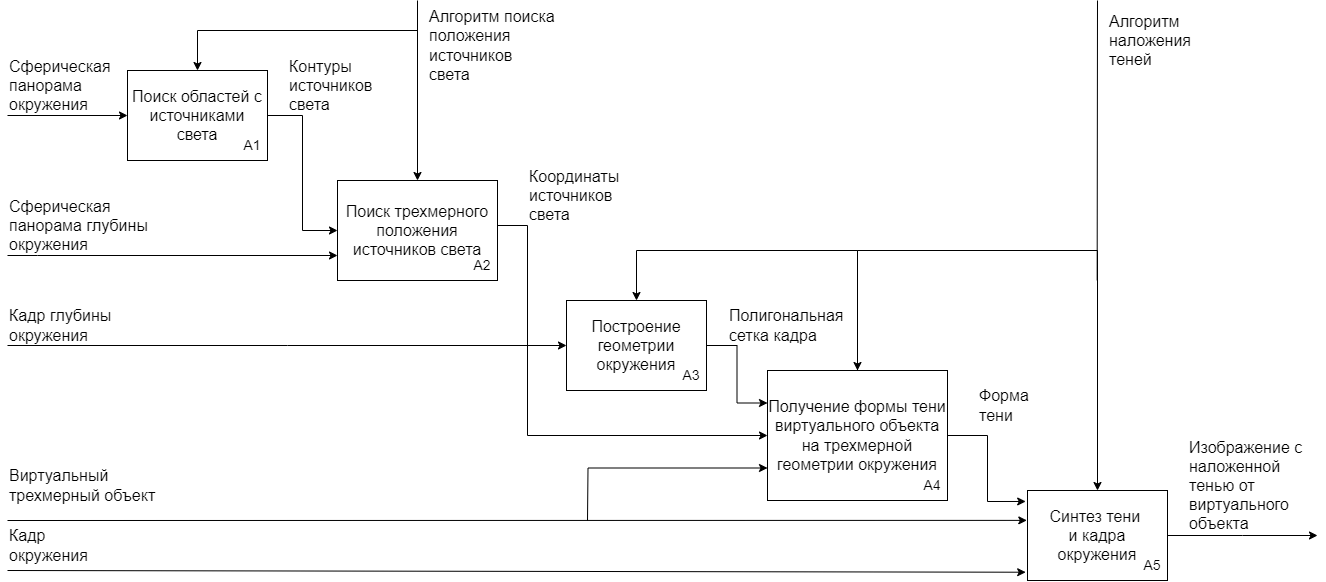 Алгоритм поиска
положения
источников
света
Алгоритм
наложения
теней
Сферическая
панорама
окружения
Поиск областей с
источниками
света
A1
Контуры
источников
света
Сферическая
панорама глубины
окружения
Поиск трехмерного
положения
источников света
A2
Координаты
источников
света
Кадр глубины
окружения
Построение
геометрии
окружения
A3
Полигональная
сетка кадра
Получение формы тени
виртуального объекта
на трехмерной
геометрии окружения
A4
Форма
тени
Виртуальный
трехмерный объект
Кадр
окружения
Синтез тени
и кадра
окружения
A5
Изображение с
наложенной
тенью от
виртуального
объекта